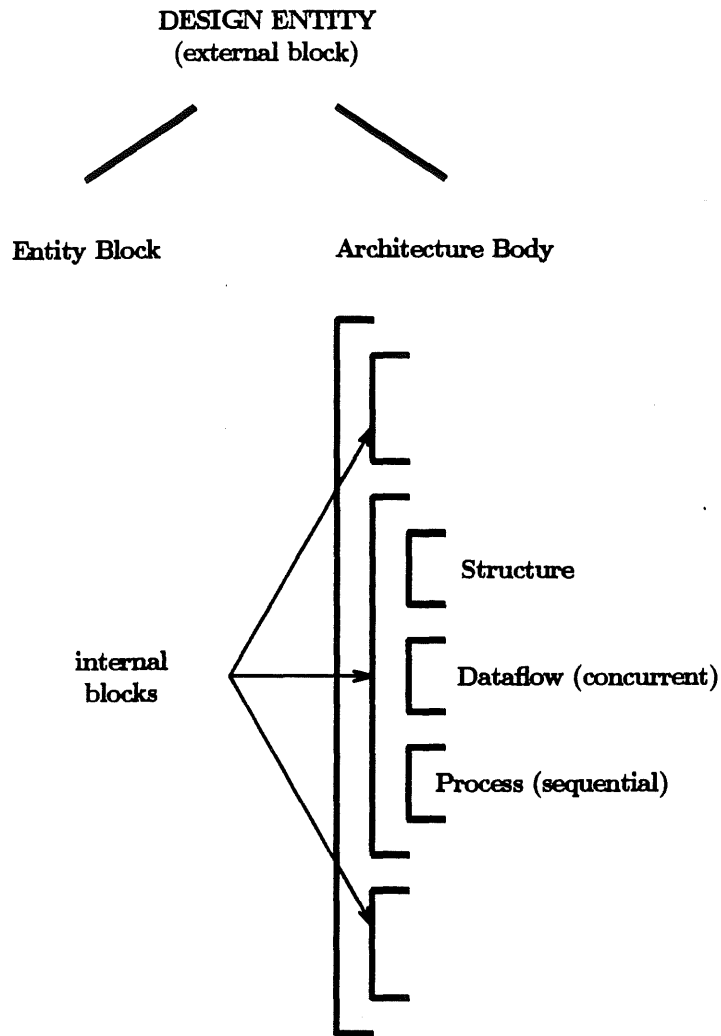 DESIGN ENTITY
(external block)
Entity Block
Architecture Body
Structure
internal
blocks
Dataflow (concurrent)
Process (sequential)